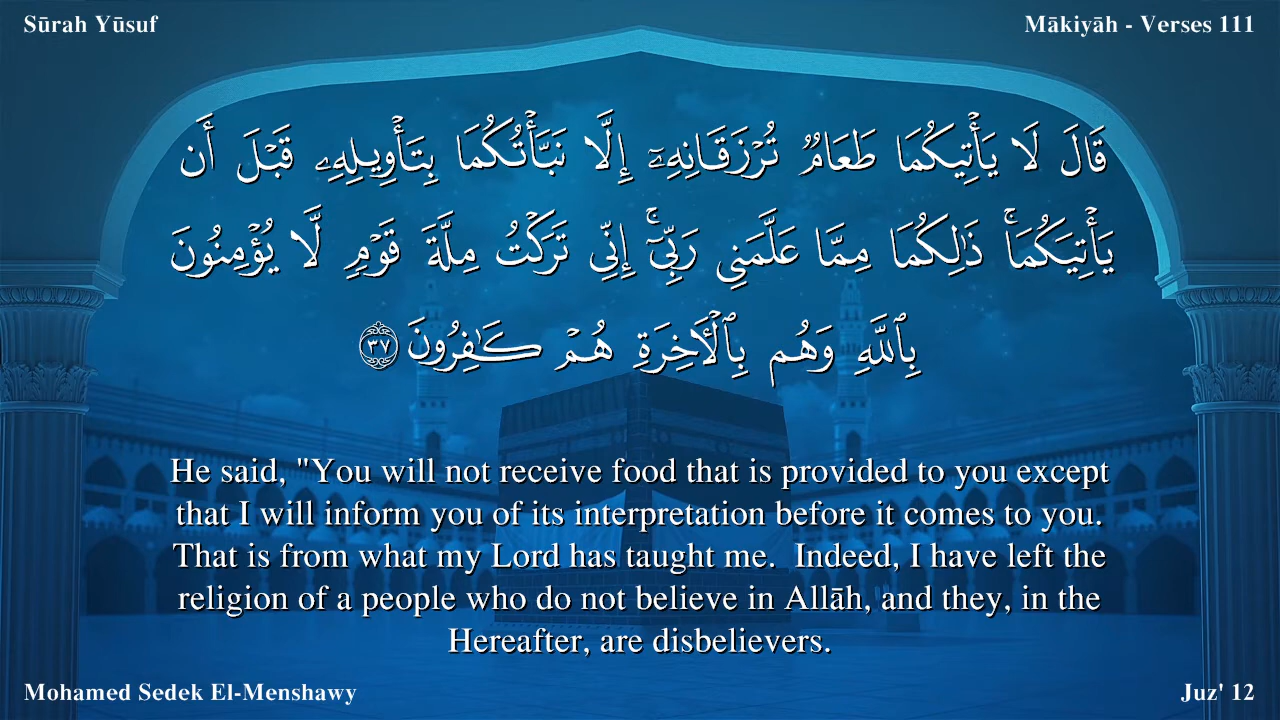 Sūrah Yūsuf
Mākiyāh - Verses 111
قَالَ لَا يَأْتِيكُمَا طَعَامٌ تُرْزَقَانِهِۦٓ إِلَّا نَبَّأْتُكُمَا بِتَأْوِيلِهِۦ قَبْلَ أَن
يَأْتِيَكُمَا ۚ ذَٰلِكُمَا مِمَّا عَلَّمَنِى رَبِّىٓ ۚ إِنِّى تَرَكْتُ مِلَّةَ قَوْمٍ لَّا يُؤْمِنُونَ
بِٱللَّهِ وَهُم بِٱلْـَٔاخِرَةِ هُمْ كَـٰفِرُونَ ٣٧
He said, "You will not receive food that is provided to you except
that I will inform you of its interpretation before it comes to you.
That is from what my Lord has taught me.  Indeed, I have left the
religion of a people who do not believe in Allāh, and they, in the
Hereafter, are disbelievers.
Mohamed Sedek El-Menshawy
Juz' 12